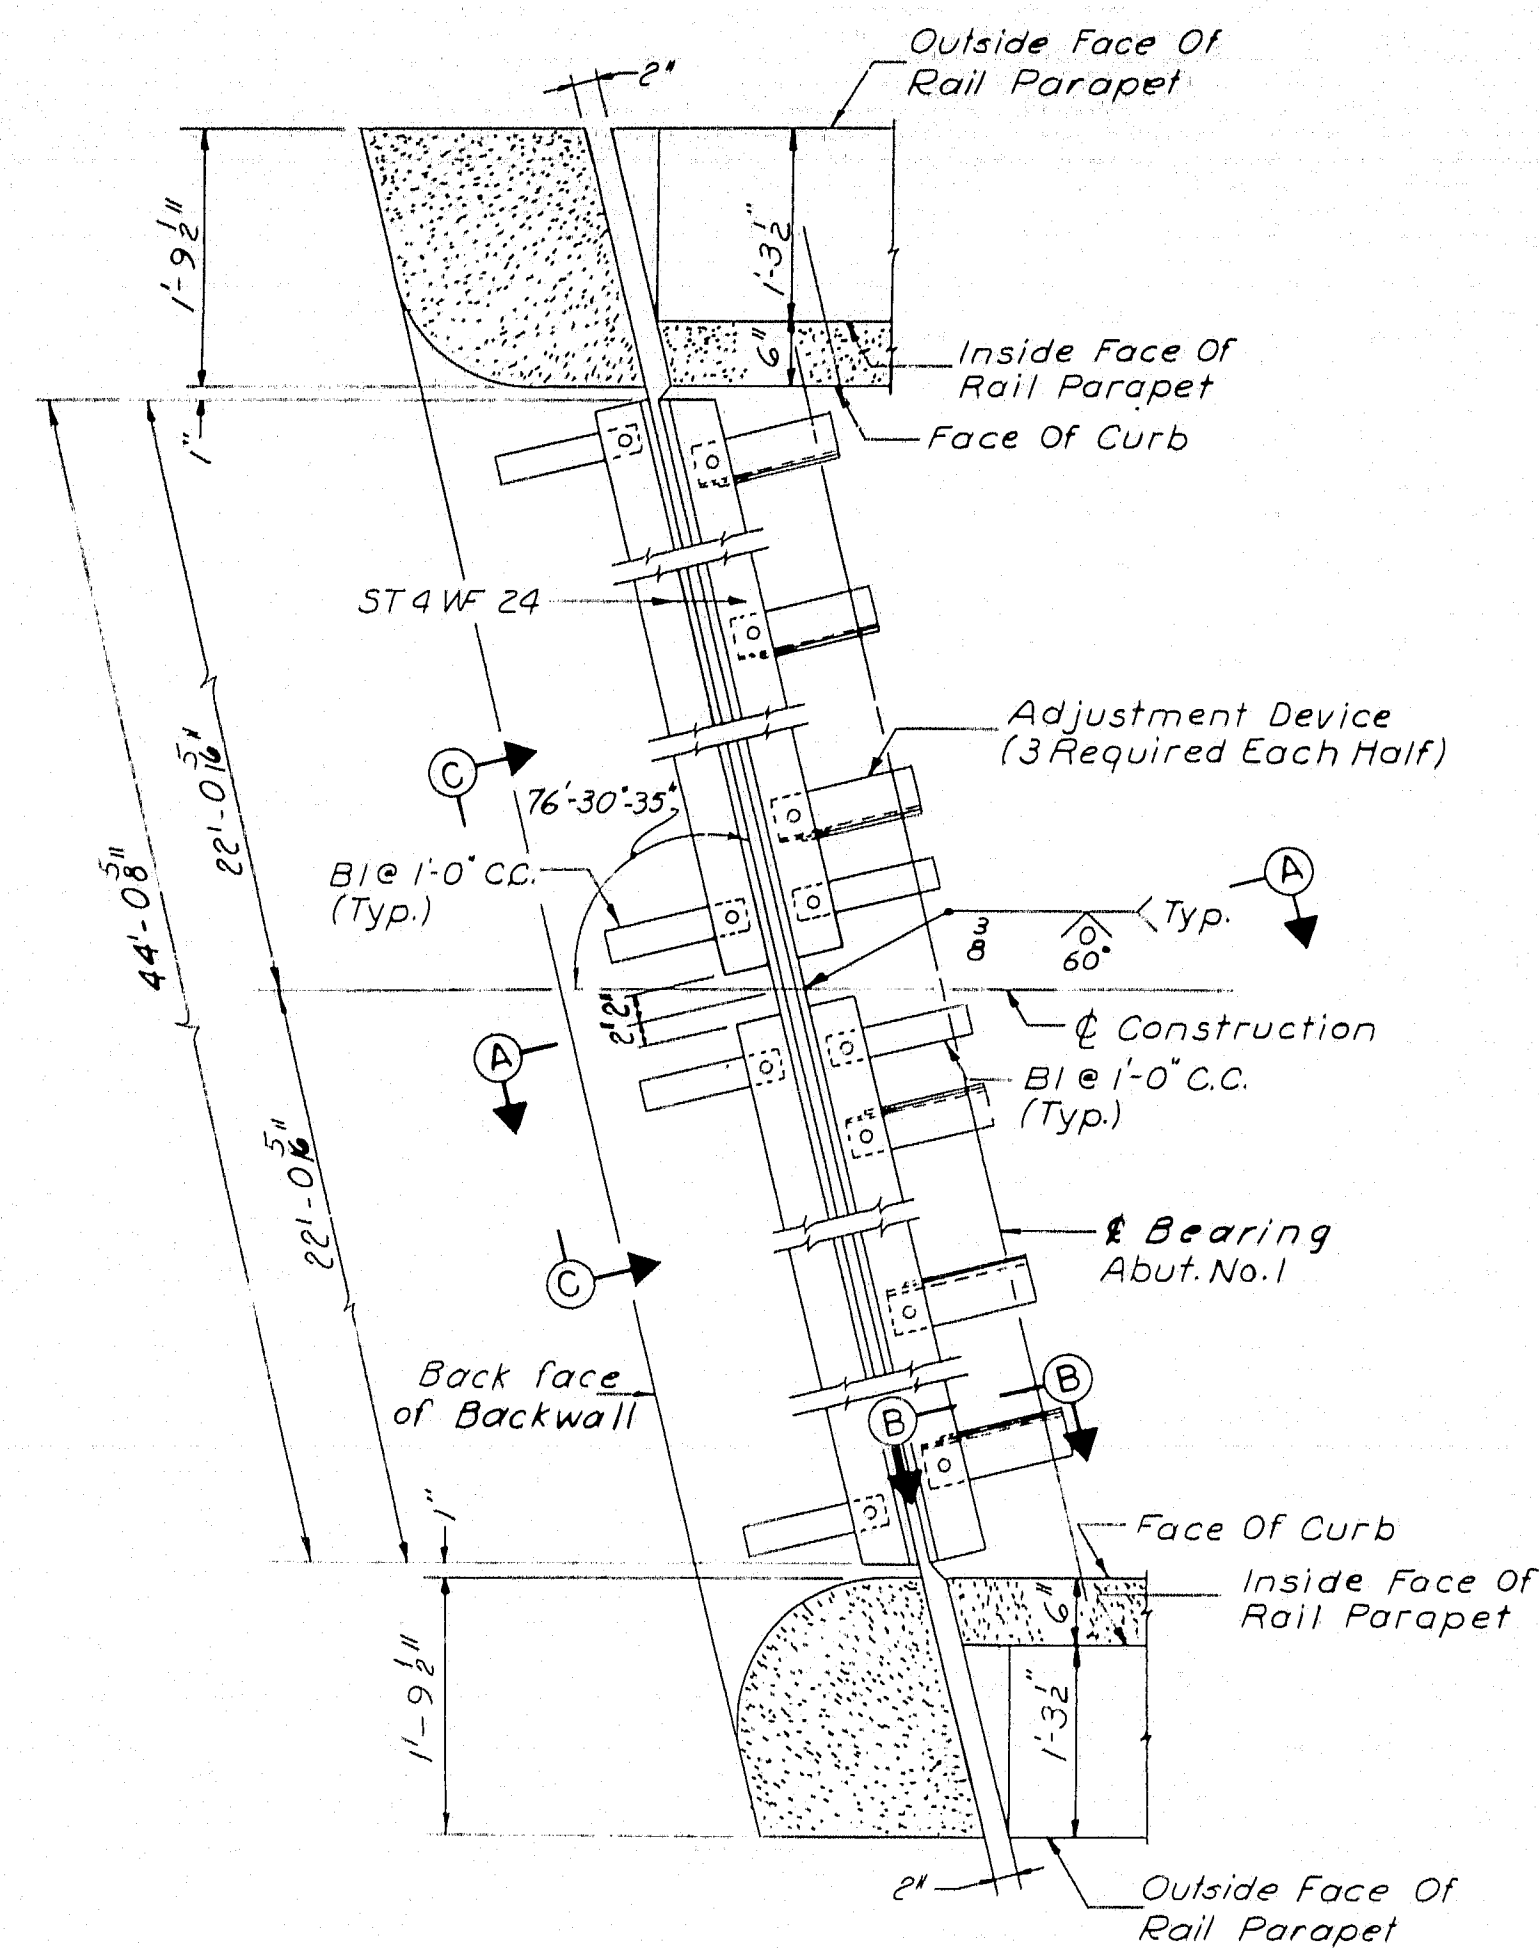 2"
Outside Face Of
Rail Parapet
1'-9 1/2"
1'-3 1/2"
6"
Inside Face Of
Rail Parapet
Face Of Curb
1"
ST 4 WF 24
Adjustment Device
(3 Required Each Half)
C
76'-30"-35"
22'-0 5/16"
44'-0 5/8"
B1 @ 1'-0" C.C.
(Typ.)
A
Typ.
3/8
0
60°
2" 2"
℄ Construction
A
B1 @ 1'-0" C.C.
(Typ.)
22'-0 5/16"
C
℄ Bearing
Abut. No. 1
Back face
of Backwall
B
B
1"
Face Of Curb
6"
Inside Face Of
Rail Parapet
1'-9 1/2"
1'-3 1/2"
2"
Outside Face Of
Rail Parapet